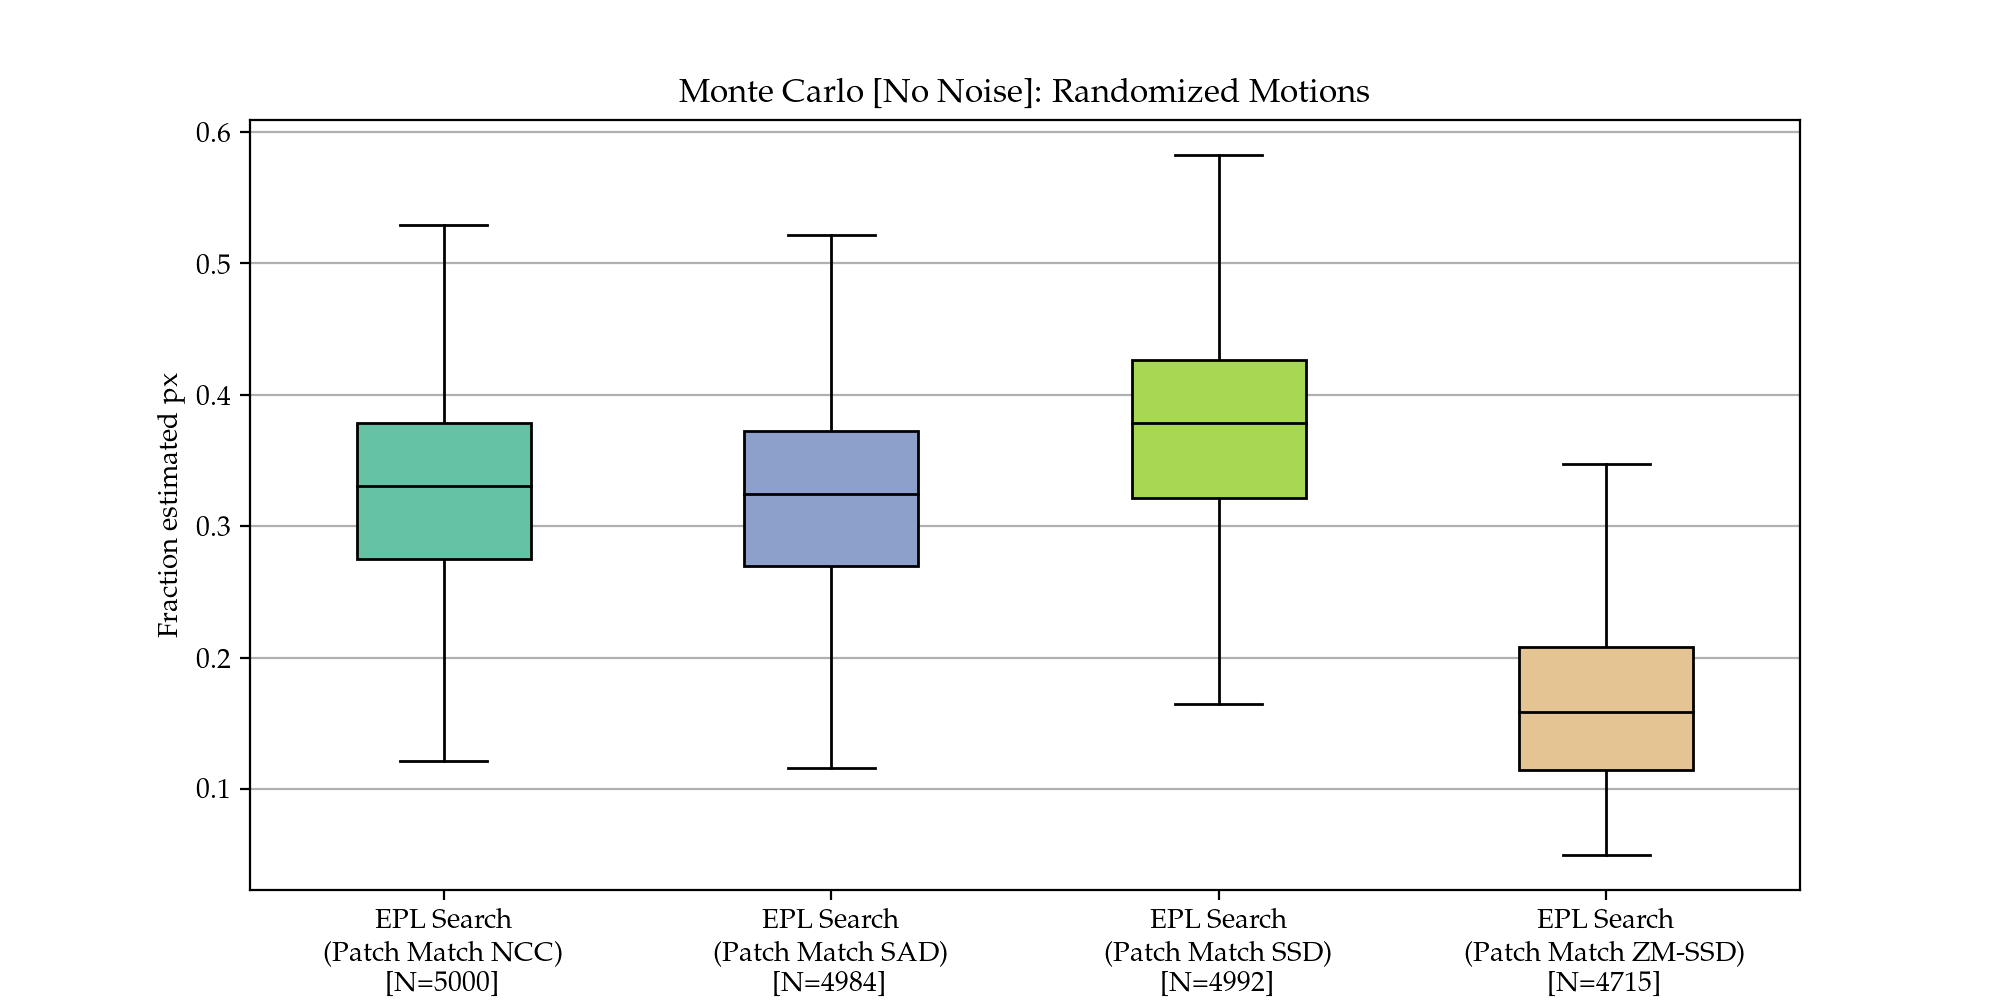 Monte Carlo [No Noise]: Randomized Motions
Fraction estimated px
0.6
0.5
0.4
0.3
0.2
0.1
EPL Search
(Patch Match NCC)
[N=5000]
EPL Search
(Patch Match SAD)
[N=4984]
EPL Search
(Patch Match SSD)
[N=4992]
EPL Search
(Patch Match ZM-SSD)
[N=4715]